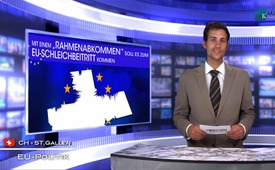 MIT EINEM „RAHMENABKOMMEN“ SOLL ES ZUM
EU-SCHLEICHBEITRITT KOMMEN
CH - ST.GALLEN
EU-POLITIK